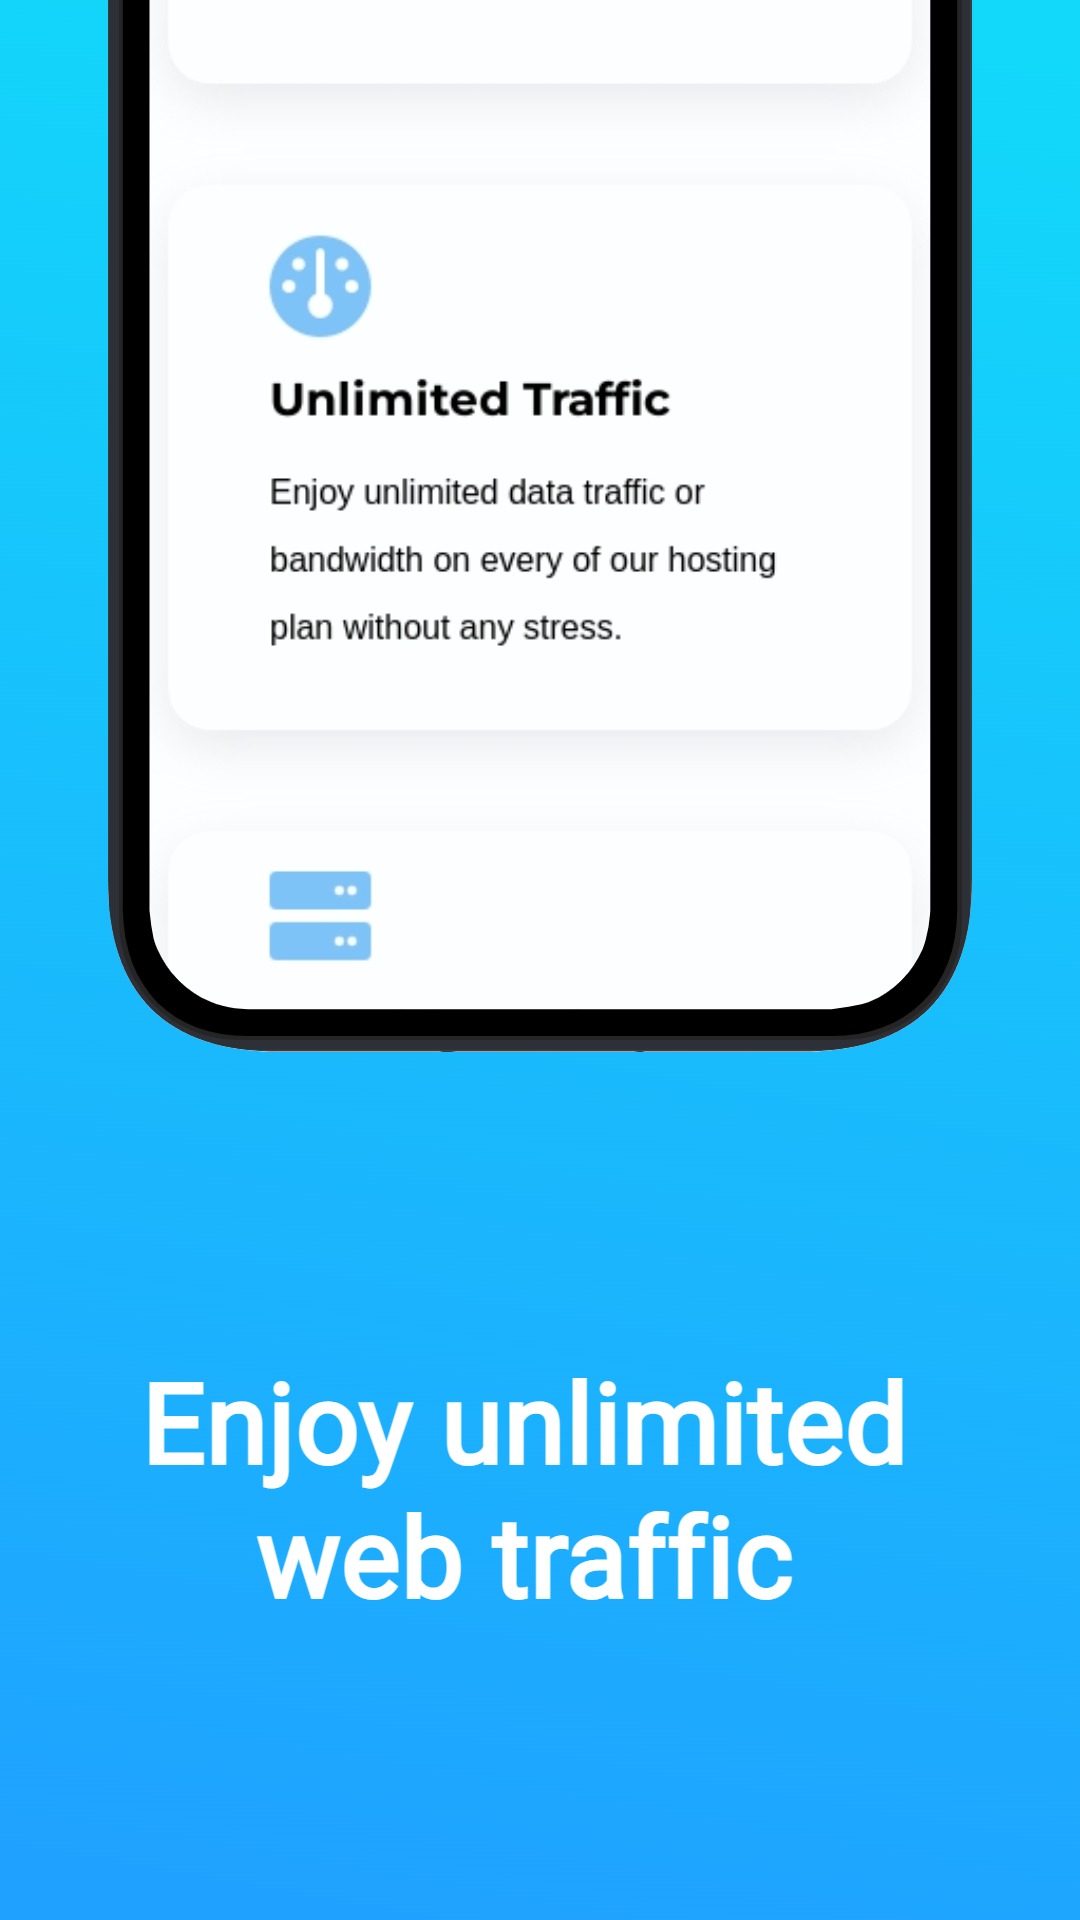 Unlimited Traffic
Enjoy unlimited data traffic or
bandwidth on every of our hosting
plan without any stress.
Enjoy unlimited
web traffic